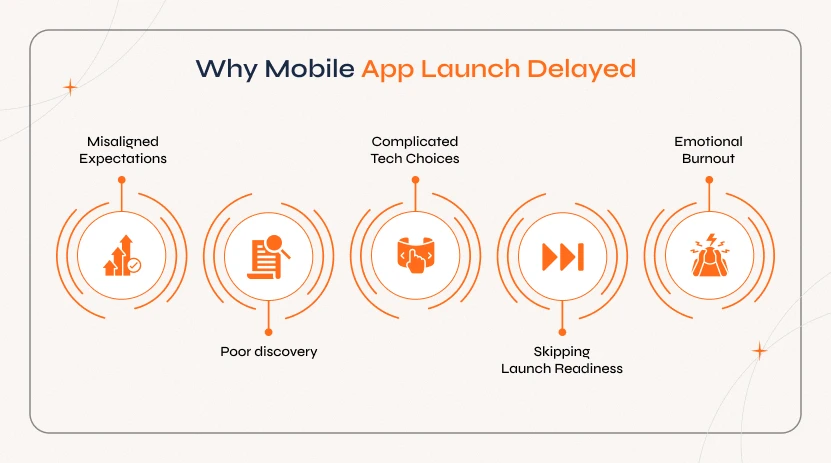 Why Mobile App Launch Delayed
Misaligned
Expectations
Poor discovery
Complicated
Tech Choices
Skipping
Launch Readiness
Emotional
Burnout